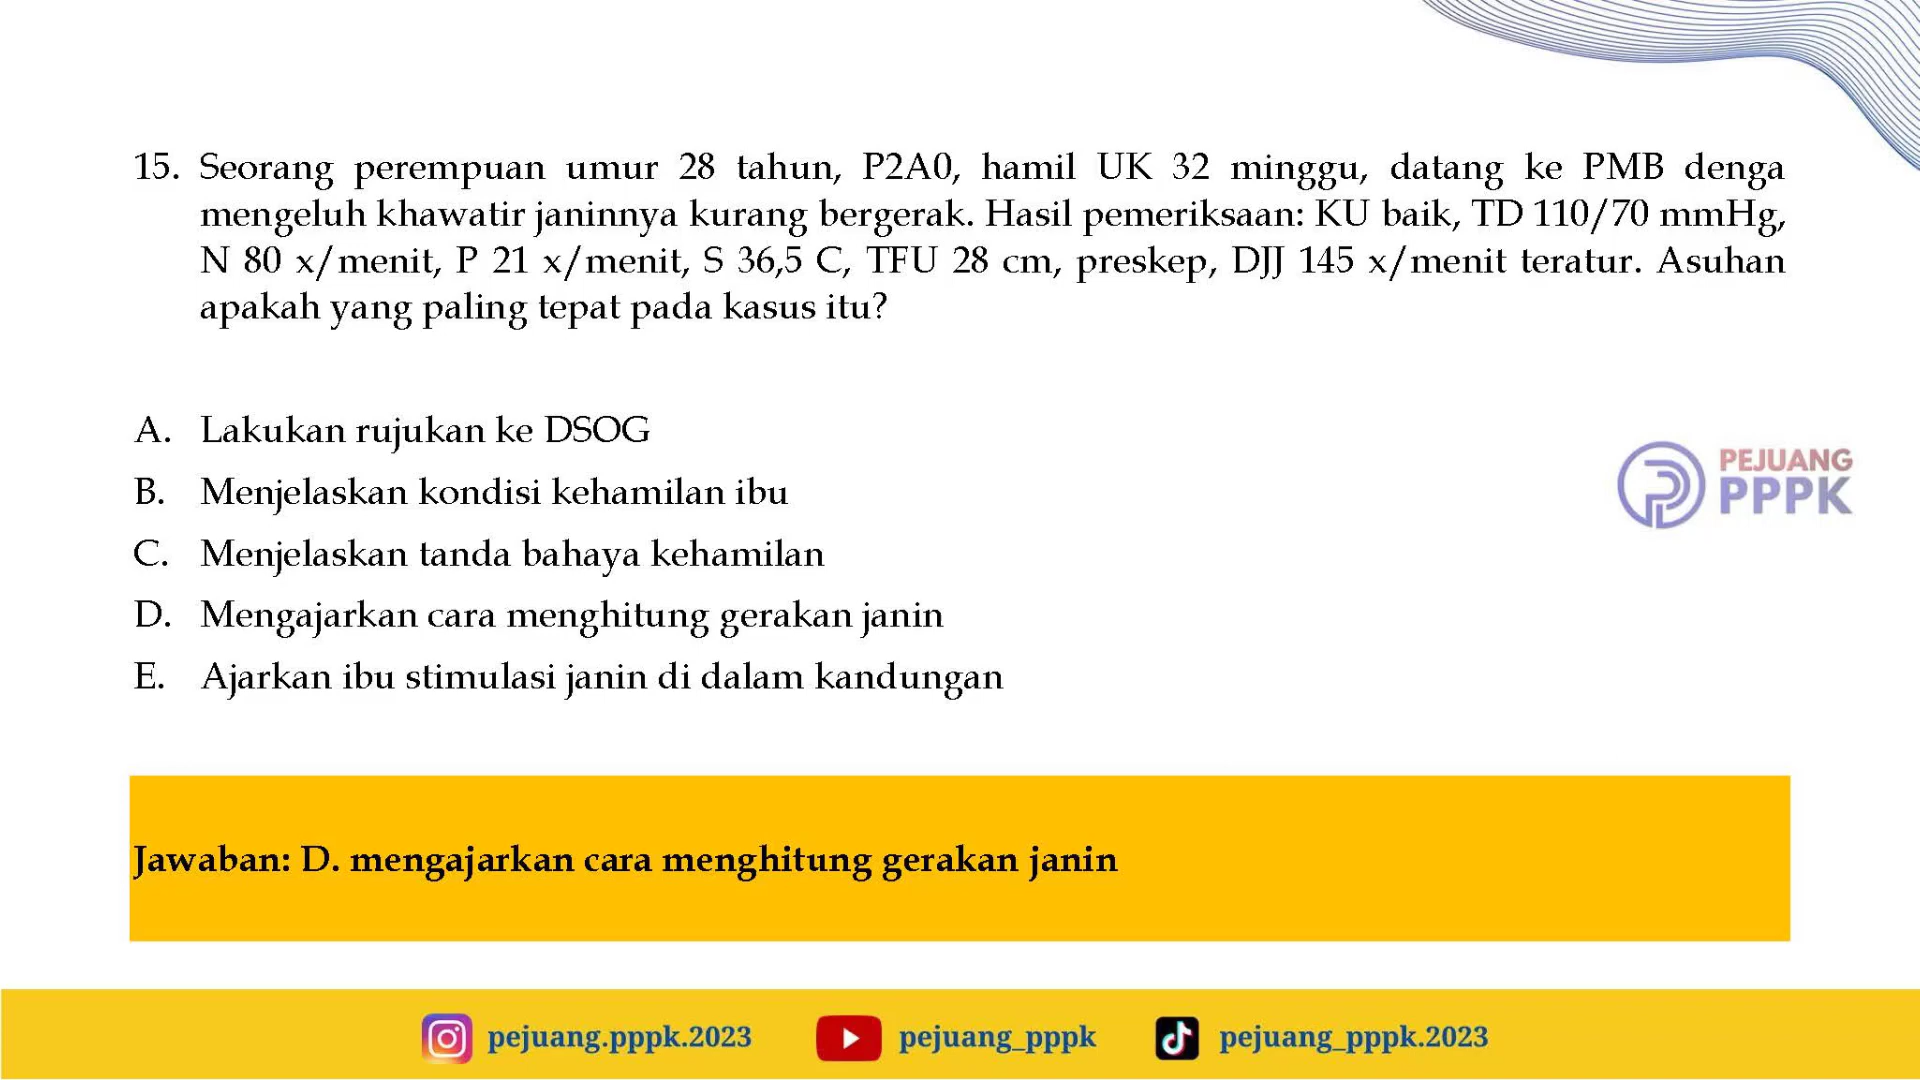 15. Seorang perempuan umur 28 tahun, P2A0, hamil UK 32 minggu, datang ke PMB denga
mengeluh khawatir janinnya kurang bergerak. Hasil pemeriksaan: KU baik, TD 110/70 mmHg,
N 80 x/menit, P 21 x/menit, S 36,5 C, TFU 28 cm, preskep, DJJ 145 x/menit teratur. Asuhan
apakah yang paling tepat pada kasus itu?
A. Lakukan rujukan ke DSOG
B. Menjelaskan kondisi kehamilan ibu
C. Menjelaskan tanda bahaya kehamilan
D. Mengajarkan cara menghitung gerakan janin
E. Ajarkan ibu stimulasi janin di dalam kandungan
PEJUANG
PPPK
Jawaban: D. mengajarkan cara menghitung gerakan janin
pejuang.pppk.2023 pejuang_pppk pejuang_pppk.2023